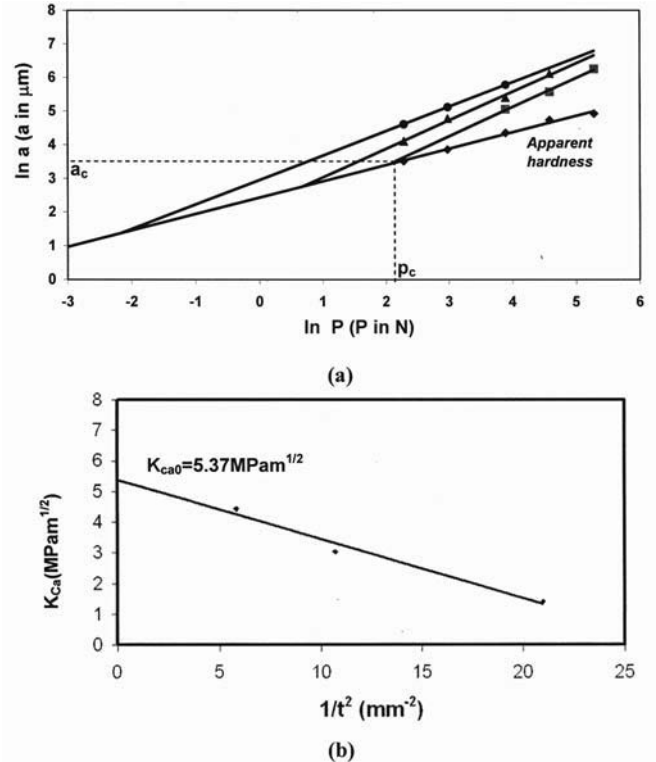 8
7
6
5
4
3
2
1
0
ln a (a in μm)
a_c
p_c
Apparent
hardness
-3 -2 -1 0 1 2 3 4 5 6
ln P (P in N)
(a)
8
7
6
5
4
3
2
1
0
K_Ca(MPam^1/2)
K_ca0=5.37MPam^1/2
0 5 10 15 20 25
1/t^2 (mm^-2)
(b)